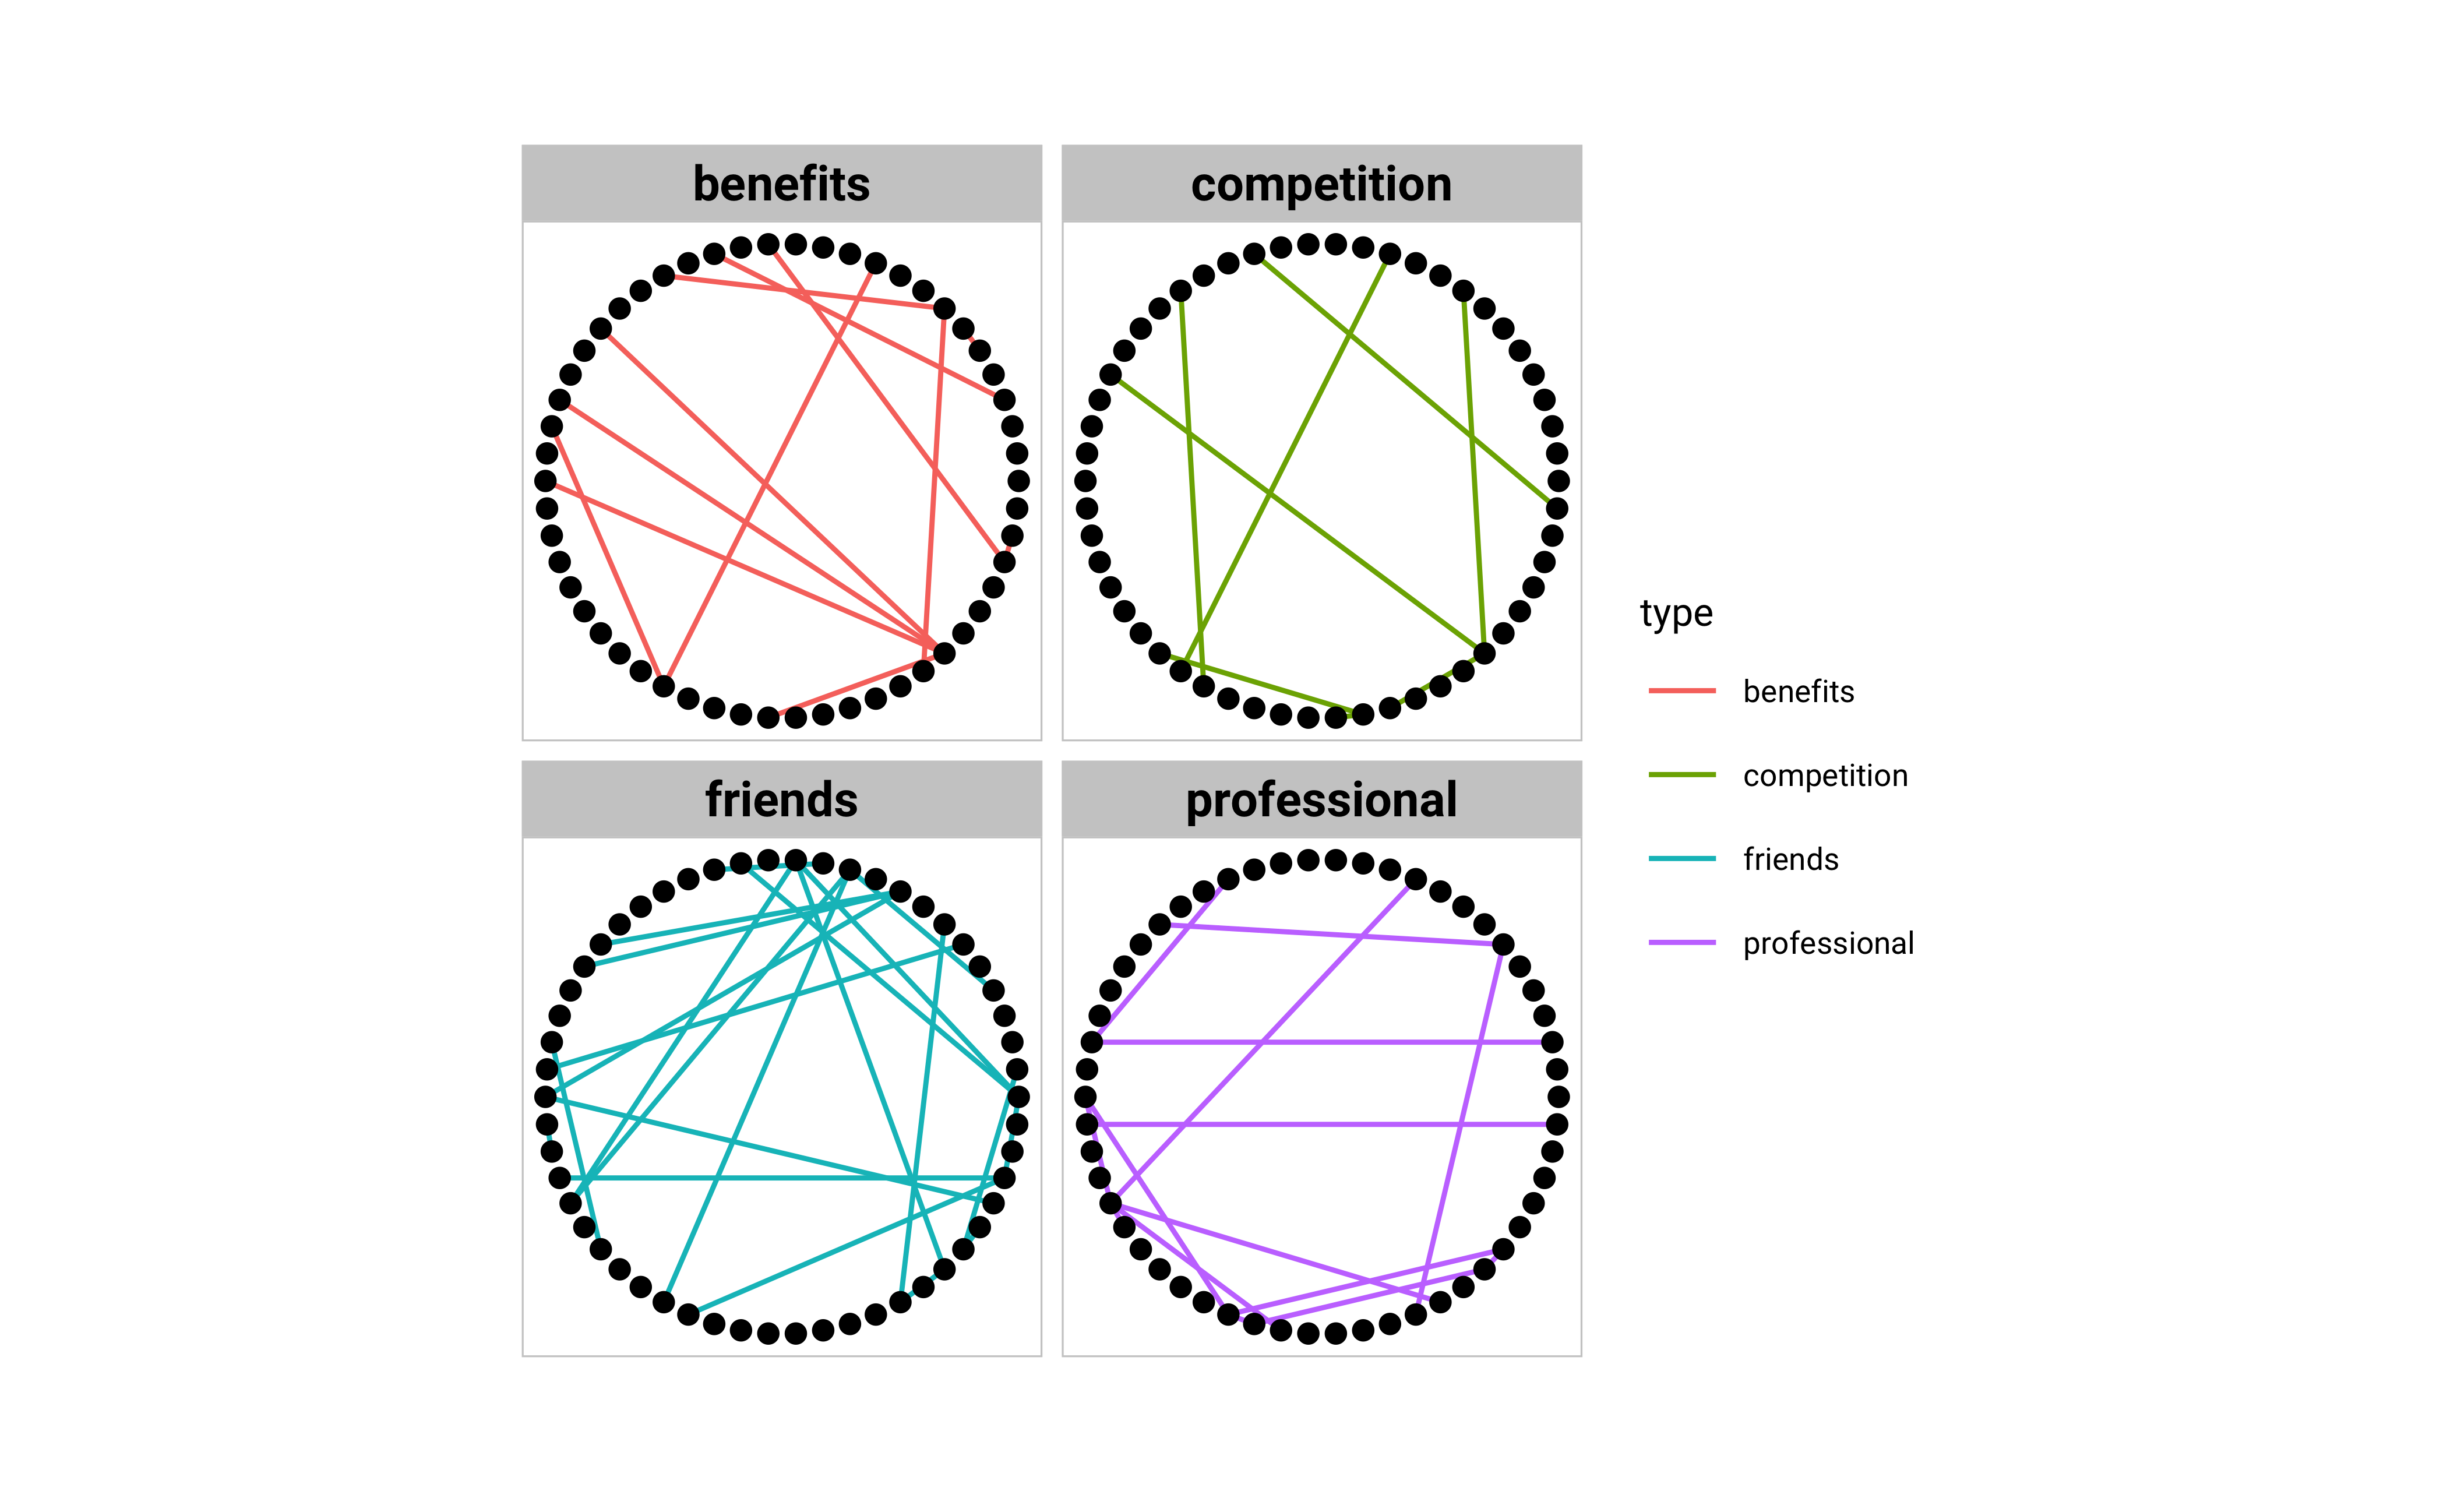 benefits
competition
friends
professional
type
benefits
competition
friends
professional